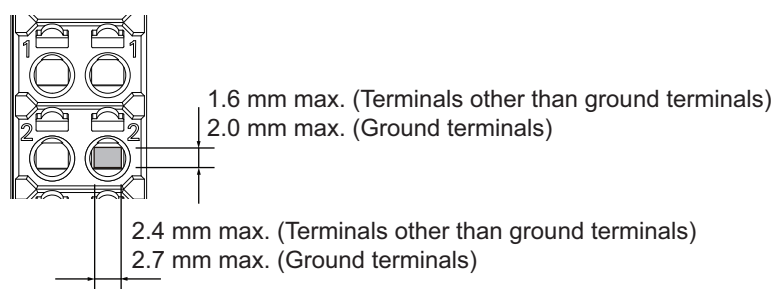 1 1
1.6 mm max. (Terminals other than ground terminals)
2 2
2.0 mm max. (Ground terminals)
2.4 mm max. (Terminals other than ground terminals)
2.7 mm max. (Ground terminals)